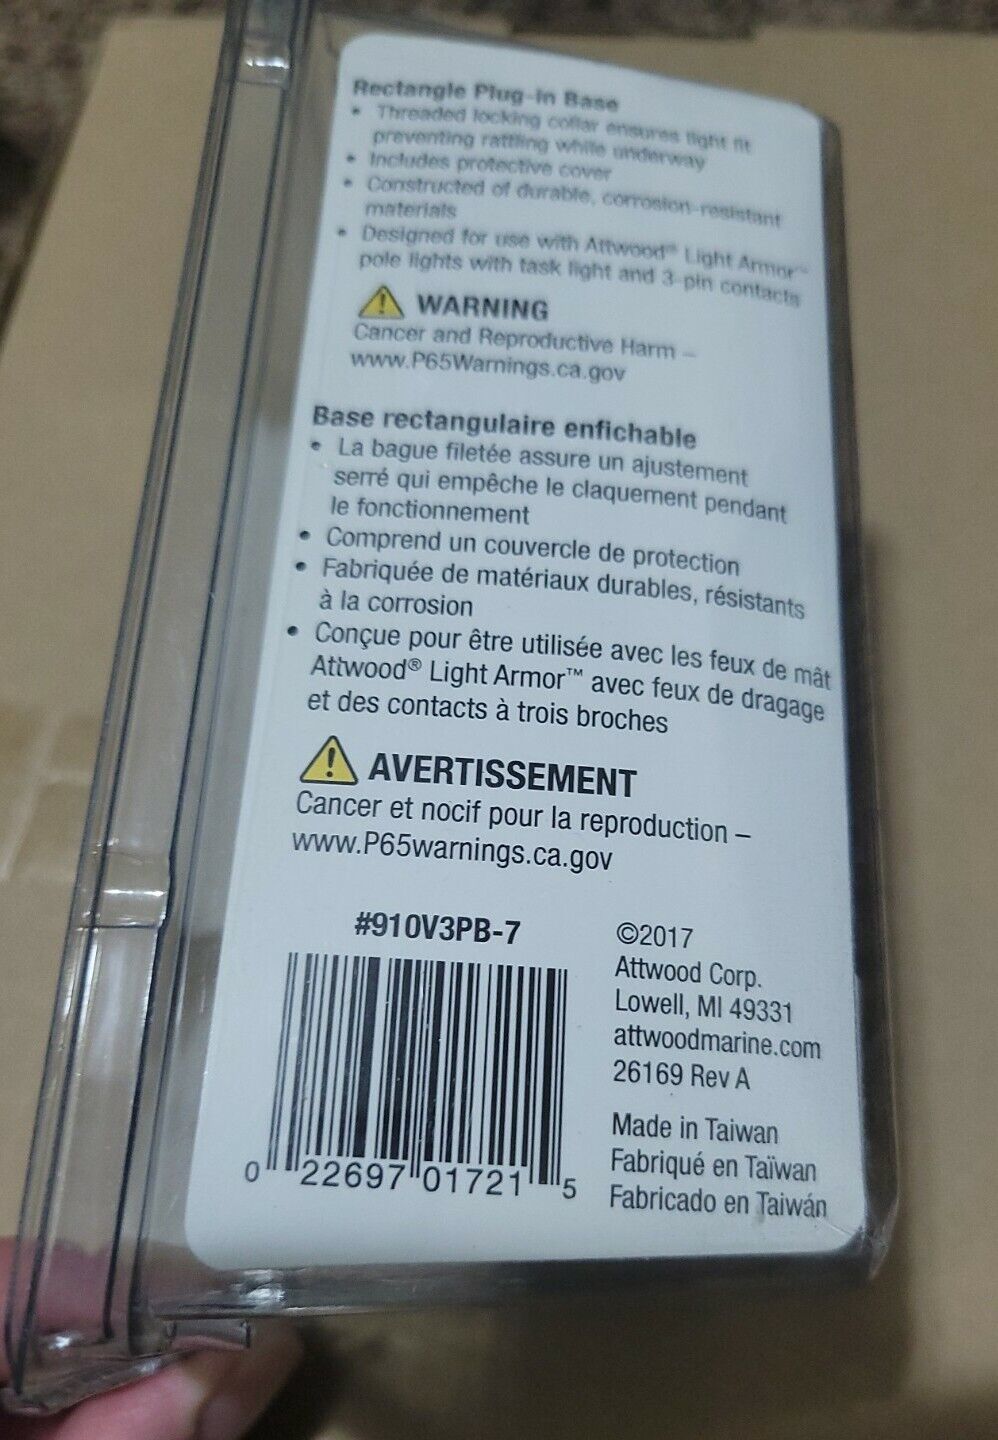 Rectangle Plug-In Base
• Threaded locking collar ensures tight fit
preventing rattling while underway
• Includes protective cover
• Constructed of durable, corrosion-resistant
materials
• Designed for use with Attwood® Light Armor™
pole lights with task light and 3-pin contacts
WARNING
Cancer and Reproductive Harm –
www.P65Warnings.ca.gov
Base rectangulaire enfichable
• La bague filetée assure un ajustement
serré qui empêche le claquement pendant
le fonctionnement
• Comprend un couvercle de protection
• Fabriquée de matériaux durables, résistants
à la corrosion
• Conçue pour être utilisée avec les feux de mât
Attwood® Light Armor™ avec feux de dragage
et des contacts à trois broches
AVERTISSEMENT
Cancer et nocif pour la reproduction –
www.P65warnings.ca.gov
#910V3PB-7
0 22697 01721 5
©2017
Attwood Corp.
Lowell, MI 49331
attwoodmarine.com
26169 Rev A
Made in Taiwan
Fabriqué en Taïwan
Fabricado en Taiwán